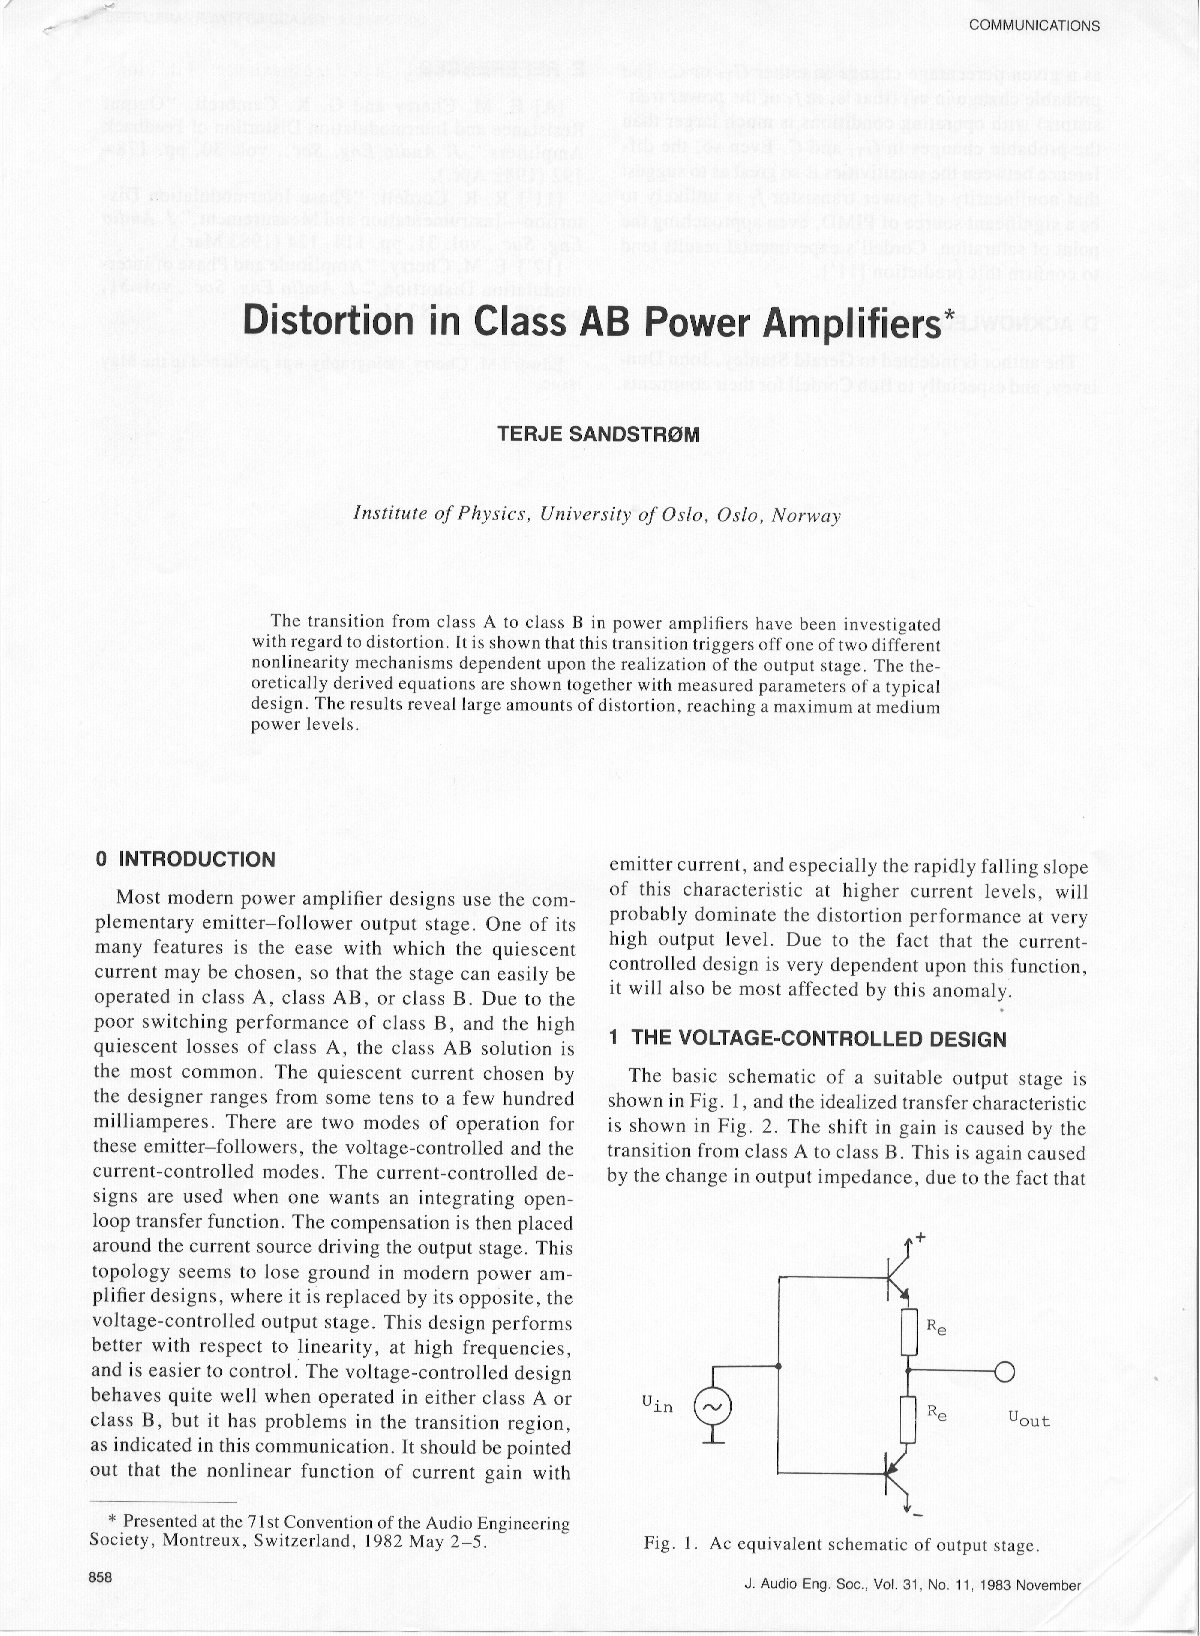 COMMUNICATIONS
Distortion in Class AB Power Amplifiers*
TERJE SANDSTRØM
Institute of Physics, University of Oslo, Oslo, Norway
The transition from class A to class B in power amplifiers have been investigated
with regard to distortion. It is shown that this transition triggers off one of two different
nonlinearity mechanisms dependent upon the realization of the output stage. The the-
oretically derived equations are shown together with measured parameters of a typical
design. The results reveal large amounts of distortion, reaching a maximum at medium
power levels.
0 INTRODUCTION
Most modern power amplifier designs use the com-
plementary emitter–follower output stage. One of its
many features is the ease with which the quiescent
current may be chosen, so that the stage can easily be
operated in class A, class AB, or class B. Due to the
poor switching performance of class B, and the high
quiescent losses of class A, the class AB solution is
the most common. The quiescent current chosen by
the designer ranges from some tens to a few hundred
milliamperes. There are two modes of operation for
these emitter–followers, the voltage-controlled and the
current-controlled modes. The current-controlled de-
signs are used when one wants an integrating open-
loop transfer function. The compensation is then placed
around the current source driving the output stage. This
topology seems to lose ground in modern power am-
plifier designs, where it is replaced by its opposite, the
voltage-controlled output stage. This design performs
better with respect to linearity, at high frequencies,
and is easier to control. The voltage-controlled design
behaves quite well when operated in either class A or
class B, but it has problems in the transition region,
as indicated in this communication. It should be pointed
out that the nonlinear function of current gain with
* Presented at the 71st Convention of the Audio Engineering
Society, Montreux, Switzerland, 1982 May 2–5.
858
emitter current, and especially the rapidly falling slope
of this characteristic at higher current levels, will
probably dominate the distortion performance at very
high output level. Due to the fact that the current-
controlled design is very dependent upon this function,
it will also be most affected by this anomaly.
1 THE VOLTAGE-CONTROLLED DESIGN
The basic schematic of a suitable output stage is
shown in Fig. 1, and the idealized transfer characteristic
is shown in Fig. 2. The shift in gain is caused by the
transition from class A to class B. This is again caused
by the change in output impedance, due to the fact that
+
Re
Uin
Re
Uout
−
Fig. 1. Ac equivalent schematic of output stage.
J. Audio Eng. Soc., Vol. 31, No. 11, 1983 November